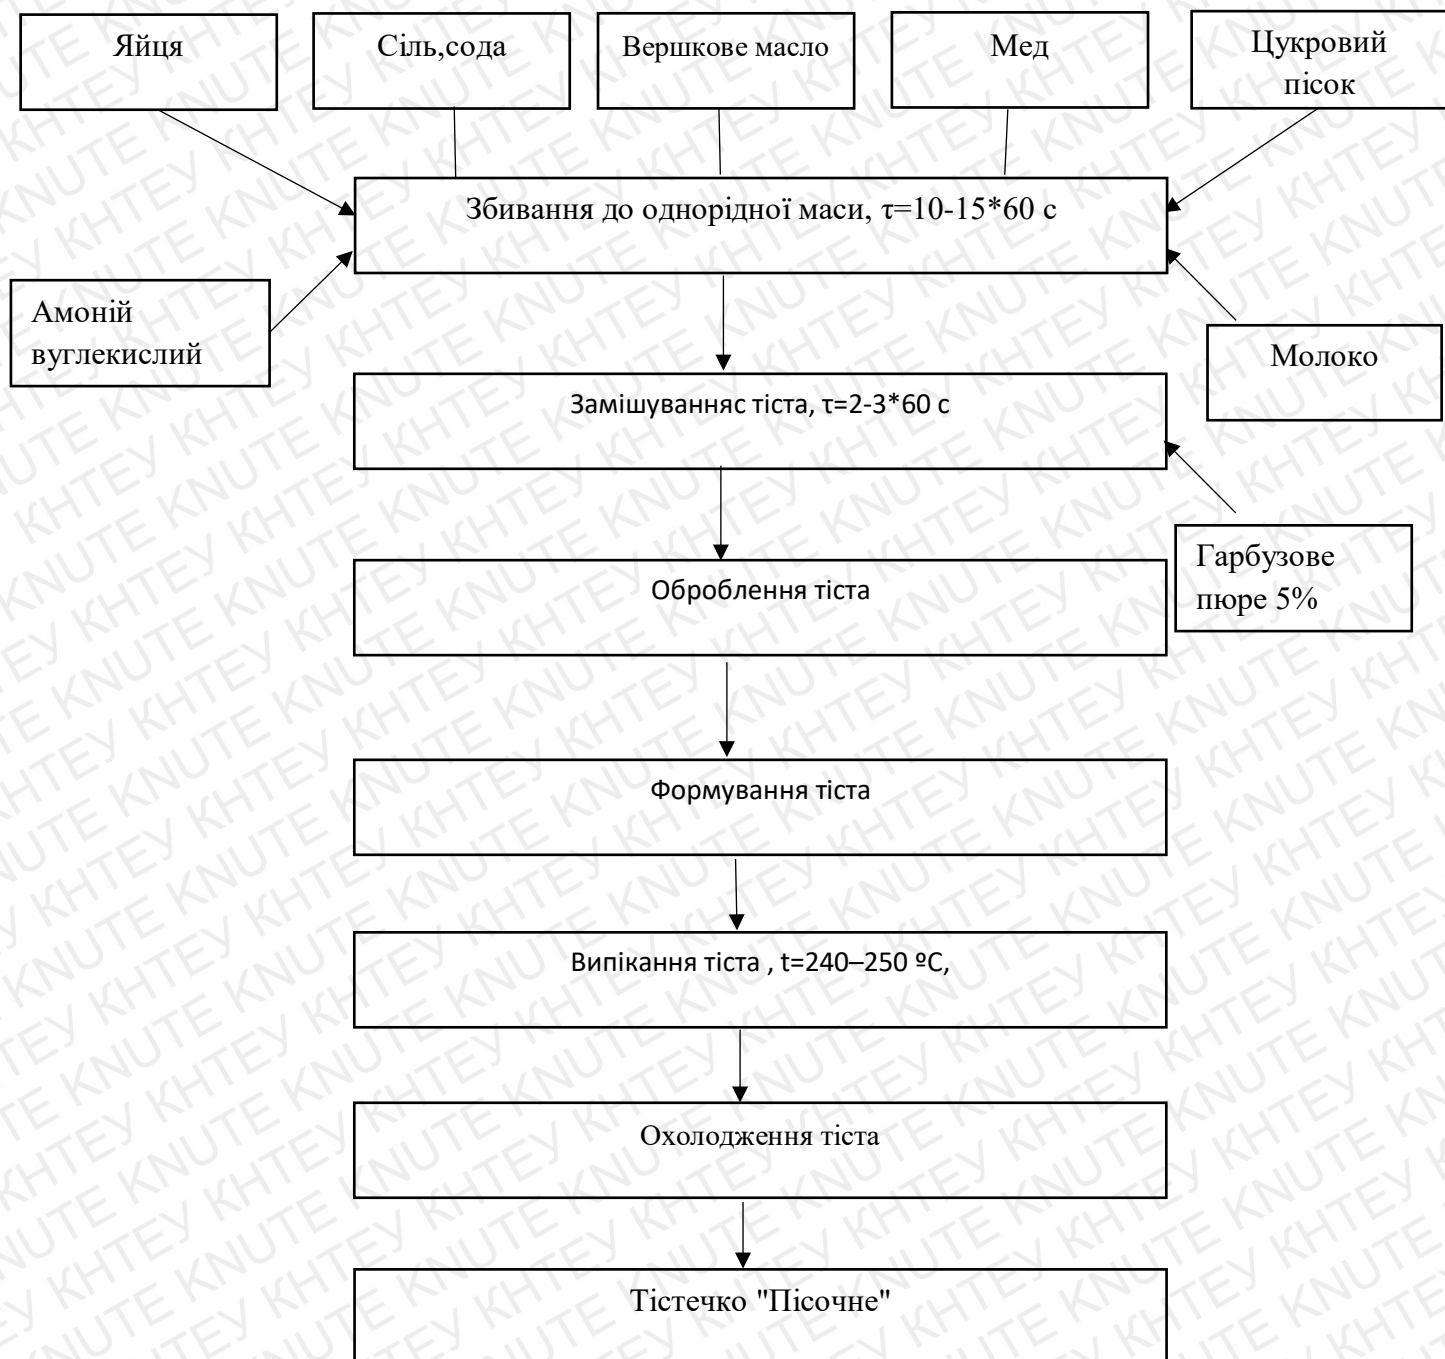 Яйця
Сіль,сода
Вершкове масло
Мед
Цукровий
пісок
Збивання до однорідної маси, τ=10-15*60 с
Амоній
вуглекислий
Молоко
Замішуванняс тіста, τ=2-3*60 с
Гарбузове
пюре 5%
Оброблення тіста
Формування тіста
Випікання тіста , t=240–250 ºС,
Охолодження тіста
Тістечко "Пісочне"